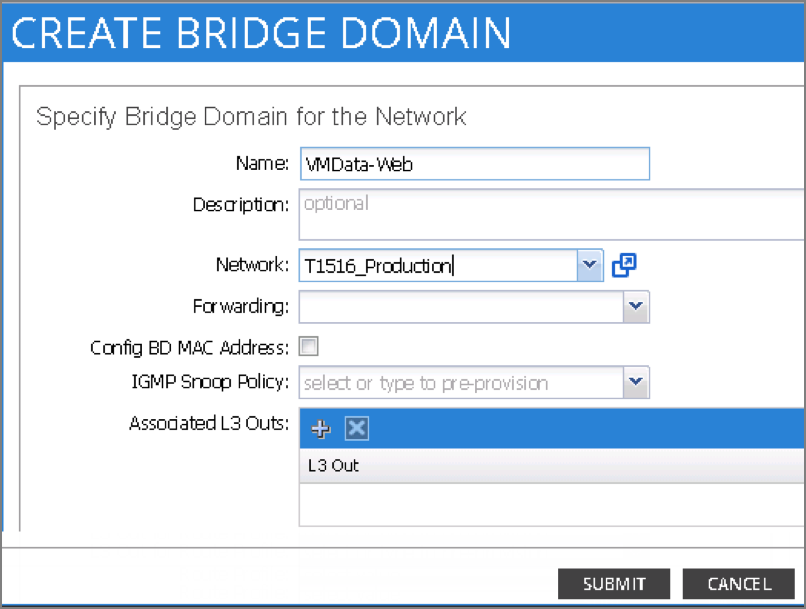 CREATE BRIDGE DOMAIN
Specify Bridge Domain for the Network
Name: VMData-Web
Description: optional
Network: T1516_Production
Forwarding:
Config BD MAC Address:
IGMP Snoop Policy: select or type to pre-provision
Associated L3 Outs:
L3 Out
SUBMIT CANCEL